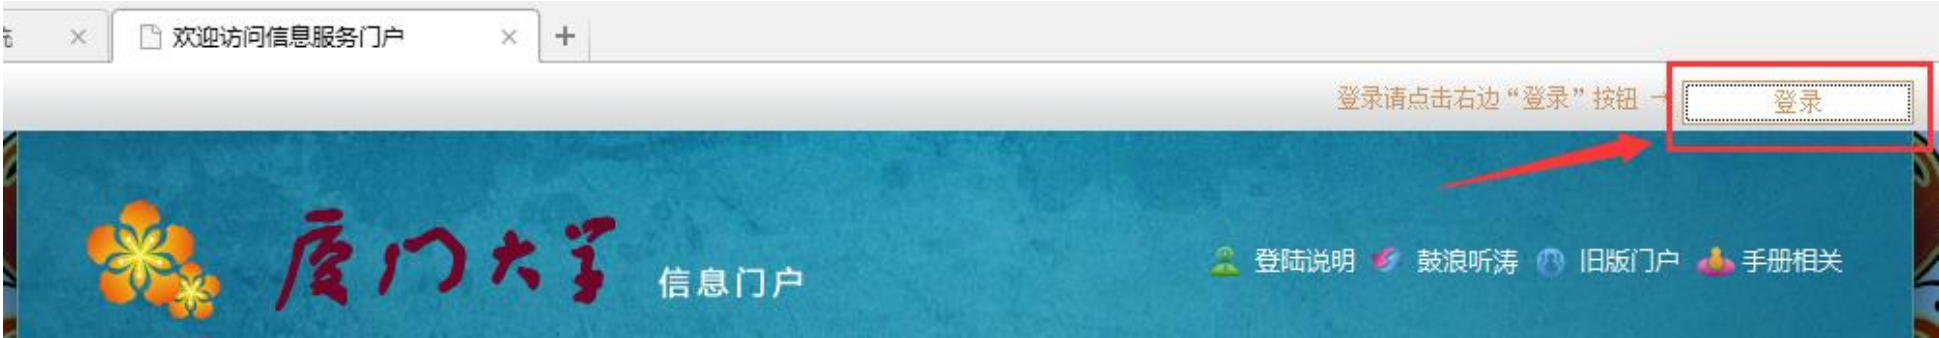 欢迎访问信息服务门户
登录请点击右边“登录”按钮 → 登录
厦门大学 信息门户
登陆说明 鼓浪听涛 旧版门户 手册相关